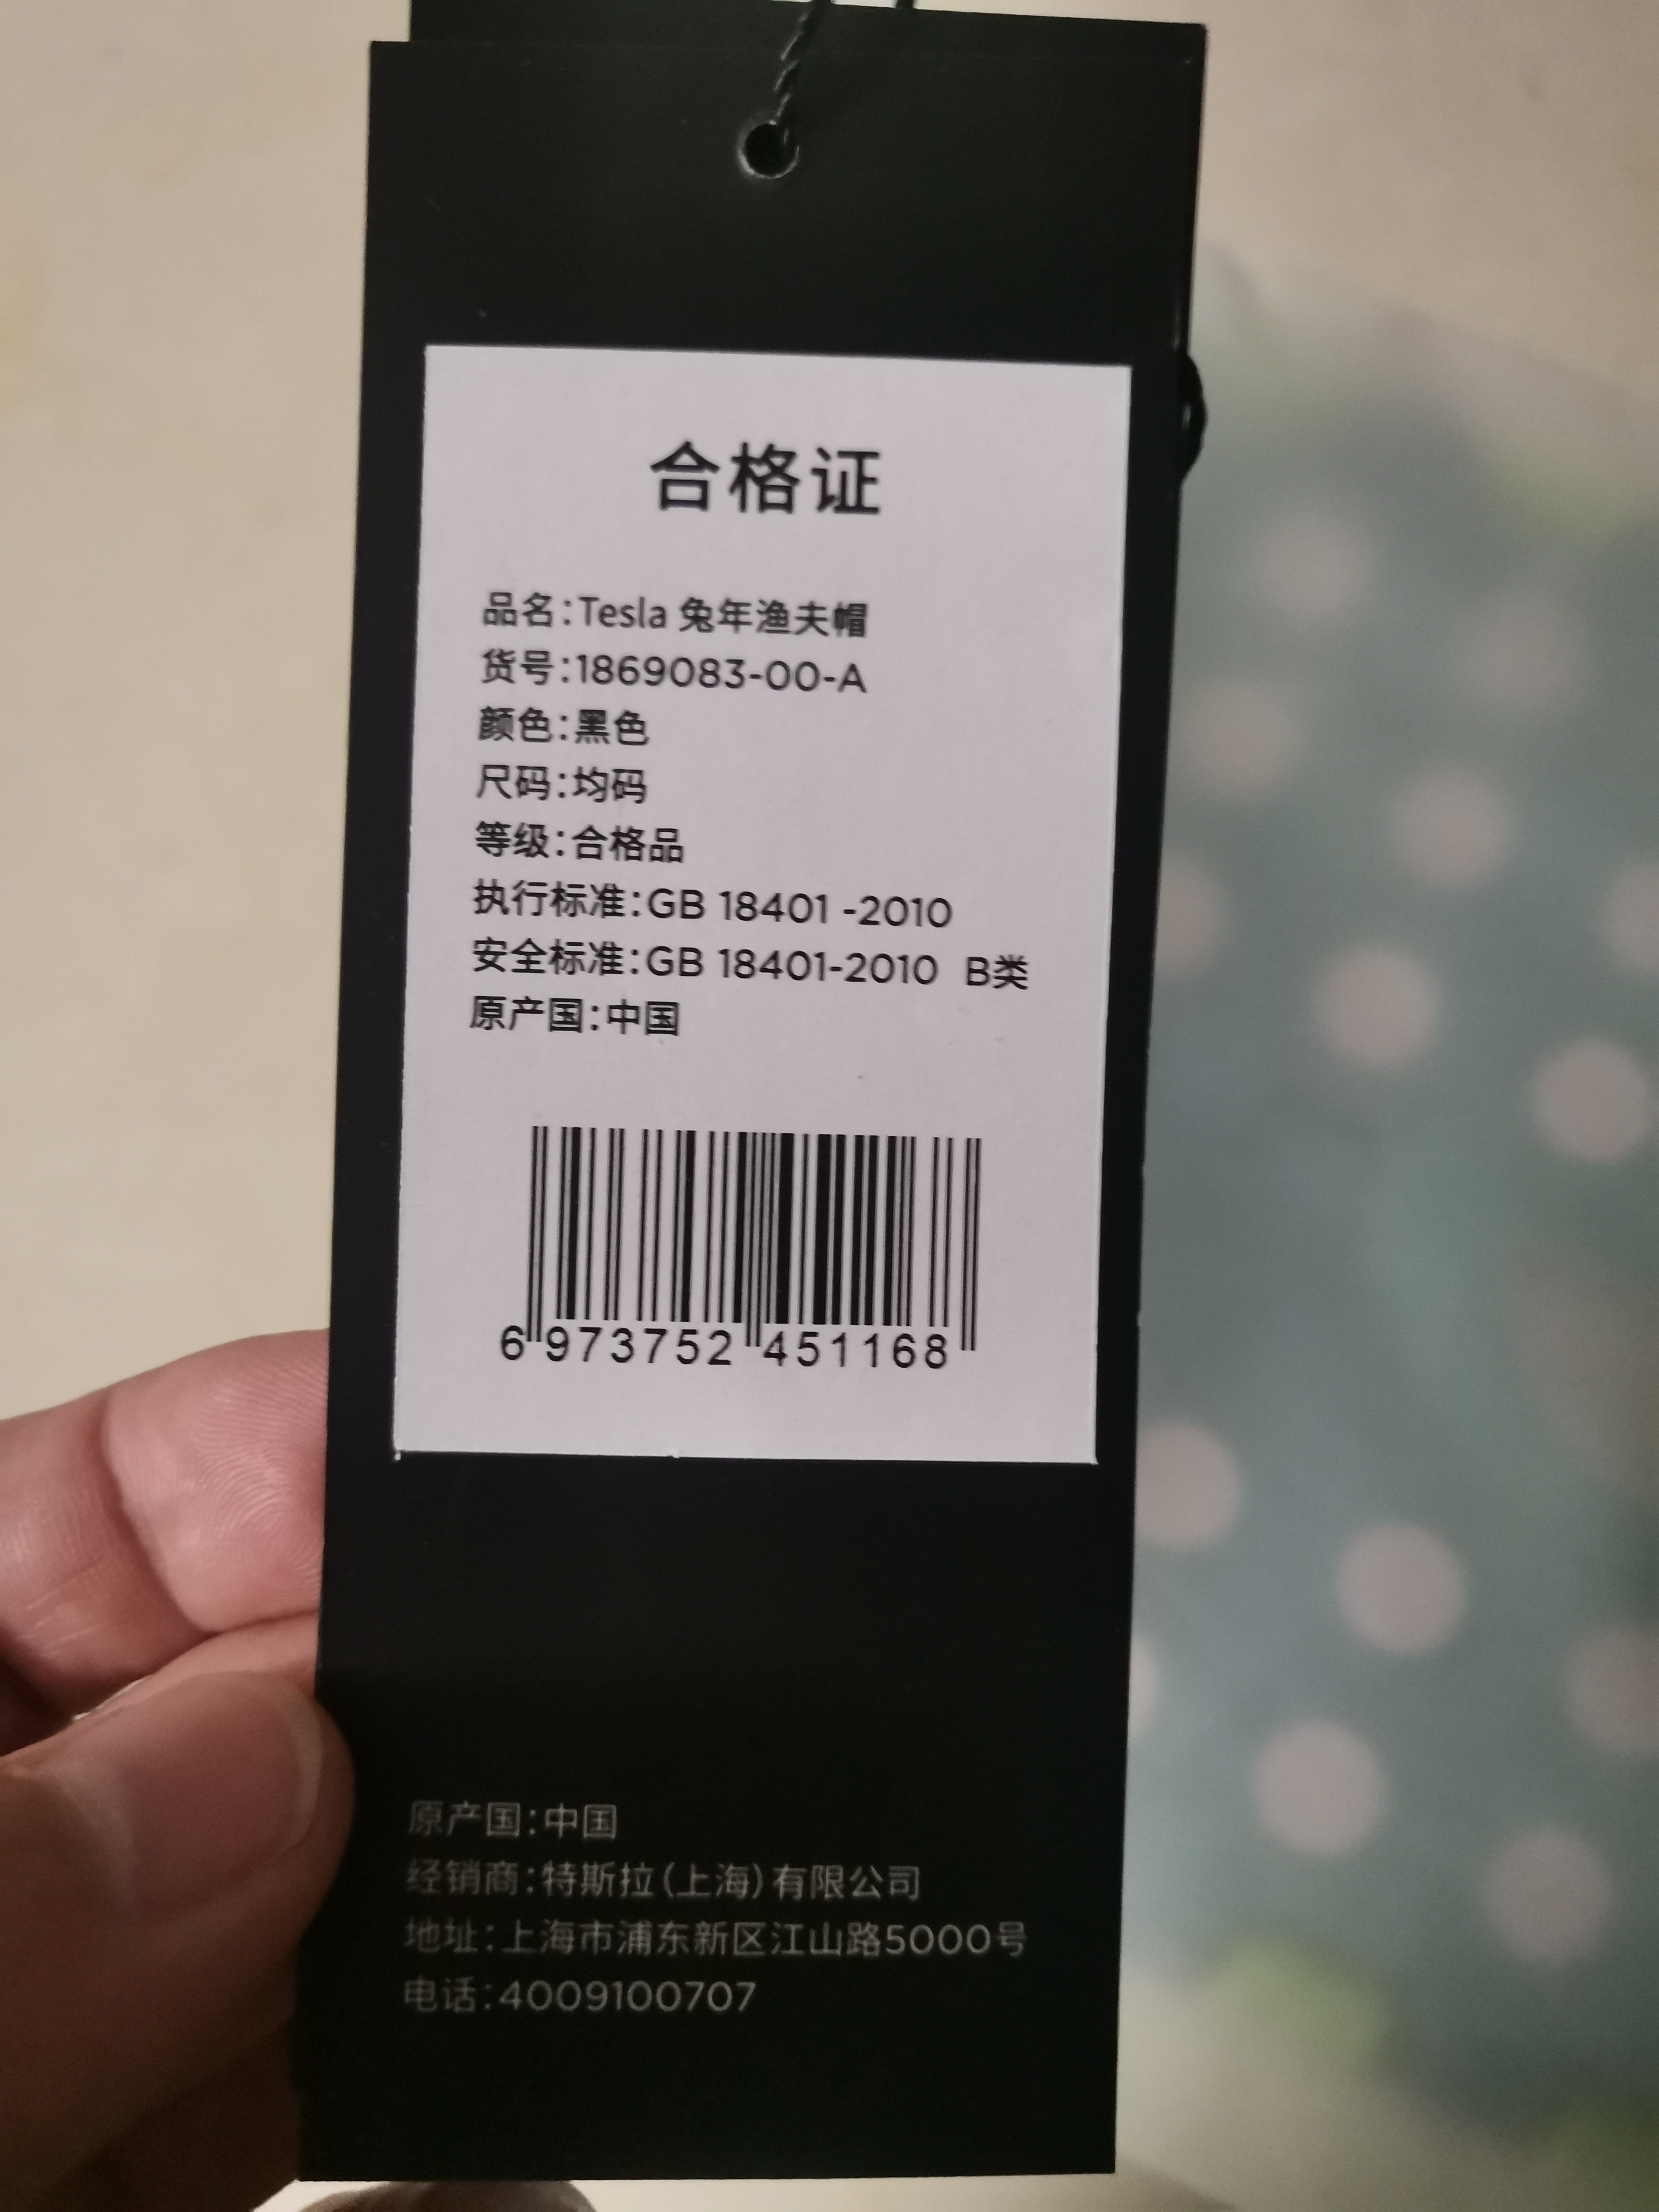 合格证
品名:Tesla 兔年渔夫帽
货号:1869083-00-A
颜色:黑色
尺码:均码
等级:合格品
执行标准:GB 18401 -2010
安全标准:GB 18401-2010 B类
原产国:中国
6 973752 451168
原产国:中国
经销商:特斯拉(上海)有限公司
地址:上海市浦东新区江山路5000号
电话:4009100707